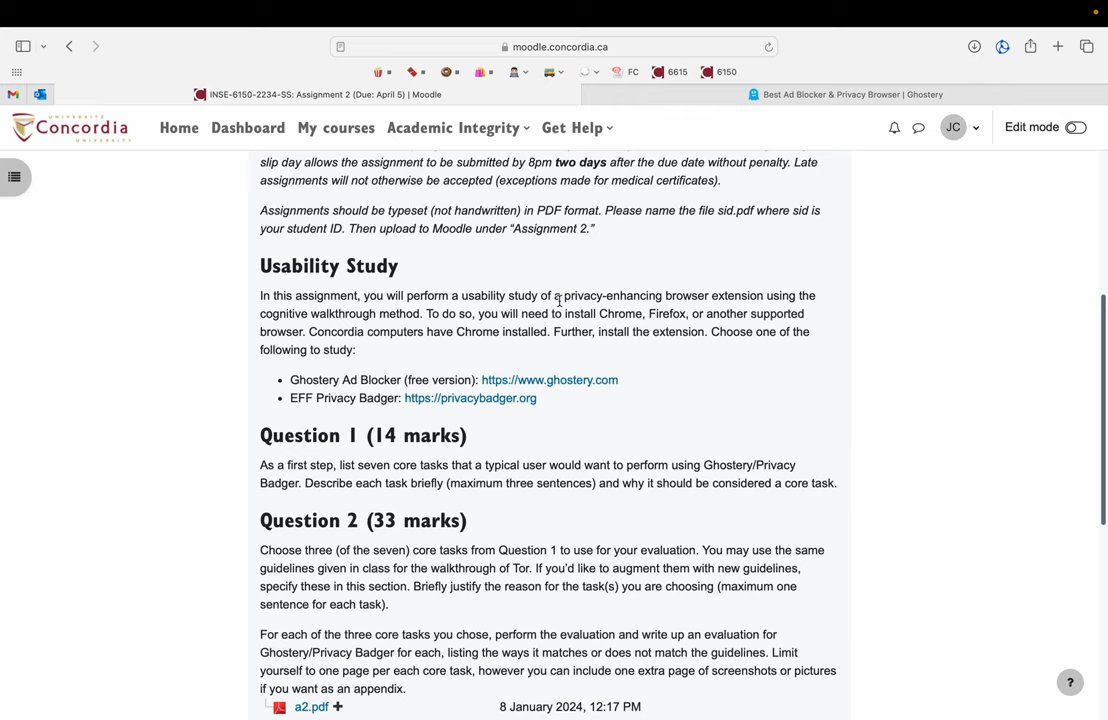 moodle.concordia.ca
FC
6615
6150
INSE-6150-2234-SS: Assignment 2 (Due: April 5) | Moodle
Best Ad Blocker & Privacy Browser | Ghostery
UNIVERSITÉ
Concordia
UNIVERSITY
Home
Dashboard
My courses
Academic Integrity
Get Help
JC
Edit mode
slip day allows the assignment to be submitted by 8pm two days after the due date without penalty. Late
assignments will not otherwise be accepted (exceptions made for medical certificates).
Assignments should be typeset (not handwritten) in PDF format. Please name the file sid.pdf where sid is
your student ID. Then upload to Moodle under “Assignment 2.”
Usability Study
In this assignment, you will perform a usability study of a privacy-enhancing browser extension using the
cognitive walkthrough method. To do so, you will need to install Chrome, Firefox, or another supported
browser. Concordia computers have Chrome installed. Further, install the extension. Choose one of the
following to study:
• Ghostery Ad Blocker (free version): https://www.ghostery.com
• EFF Privacy Badger: https://privacybadger.org
Question 1 (14 marks)
As a first step, list seven core tasks that a typical user would want to perform using Ghostery/Privacy
Badger. Describe each task briefly (maximum three sentences) and why it should be considered a core task.
Question 2 (33 marks)
Choose three (of the seven) core tasks from Question 1 to use for your evaluation. You may use the same
guidelines given in class for the walkthrough of Tor. If you’d like to augment them with new guidelines,
specify these in this section. Briefly justify the reason for the task(s) you are choosing (maximum one
sentence for each task).
For each of the three core tasks you chose, perform the evaluation and write up an evaluation for
Ghostery/Privacy Badger for each, listing the ways it matches or does not match the guidelines. Limit
yourself to one page per each core task, however you can include one extra page of screenshots or pictures
if you want as an appendix.
a2.pdf
8 January 2024, 12:17 PM
?